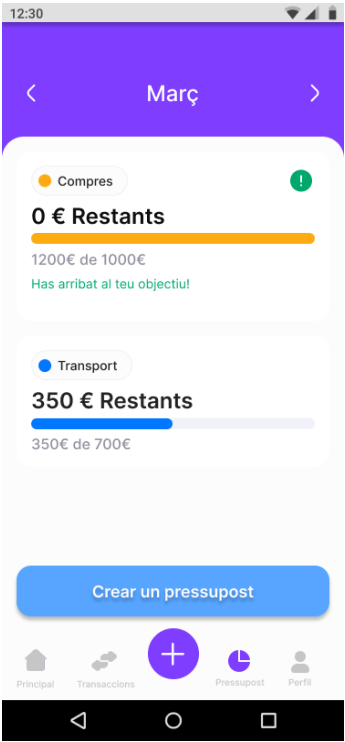 12:30
Març
Compres
!
0 € Restants
1200€ de 1000€
Has arribat al teu objectiu!
Transport
350 € Restants
350€ de 700€
Crear un pressupost
Principal Transaccions Pressupost Perfil